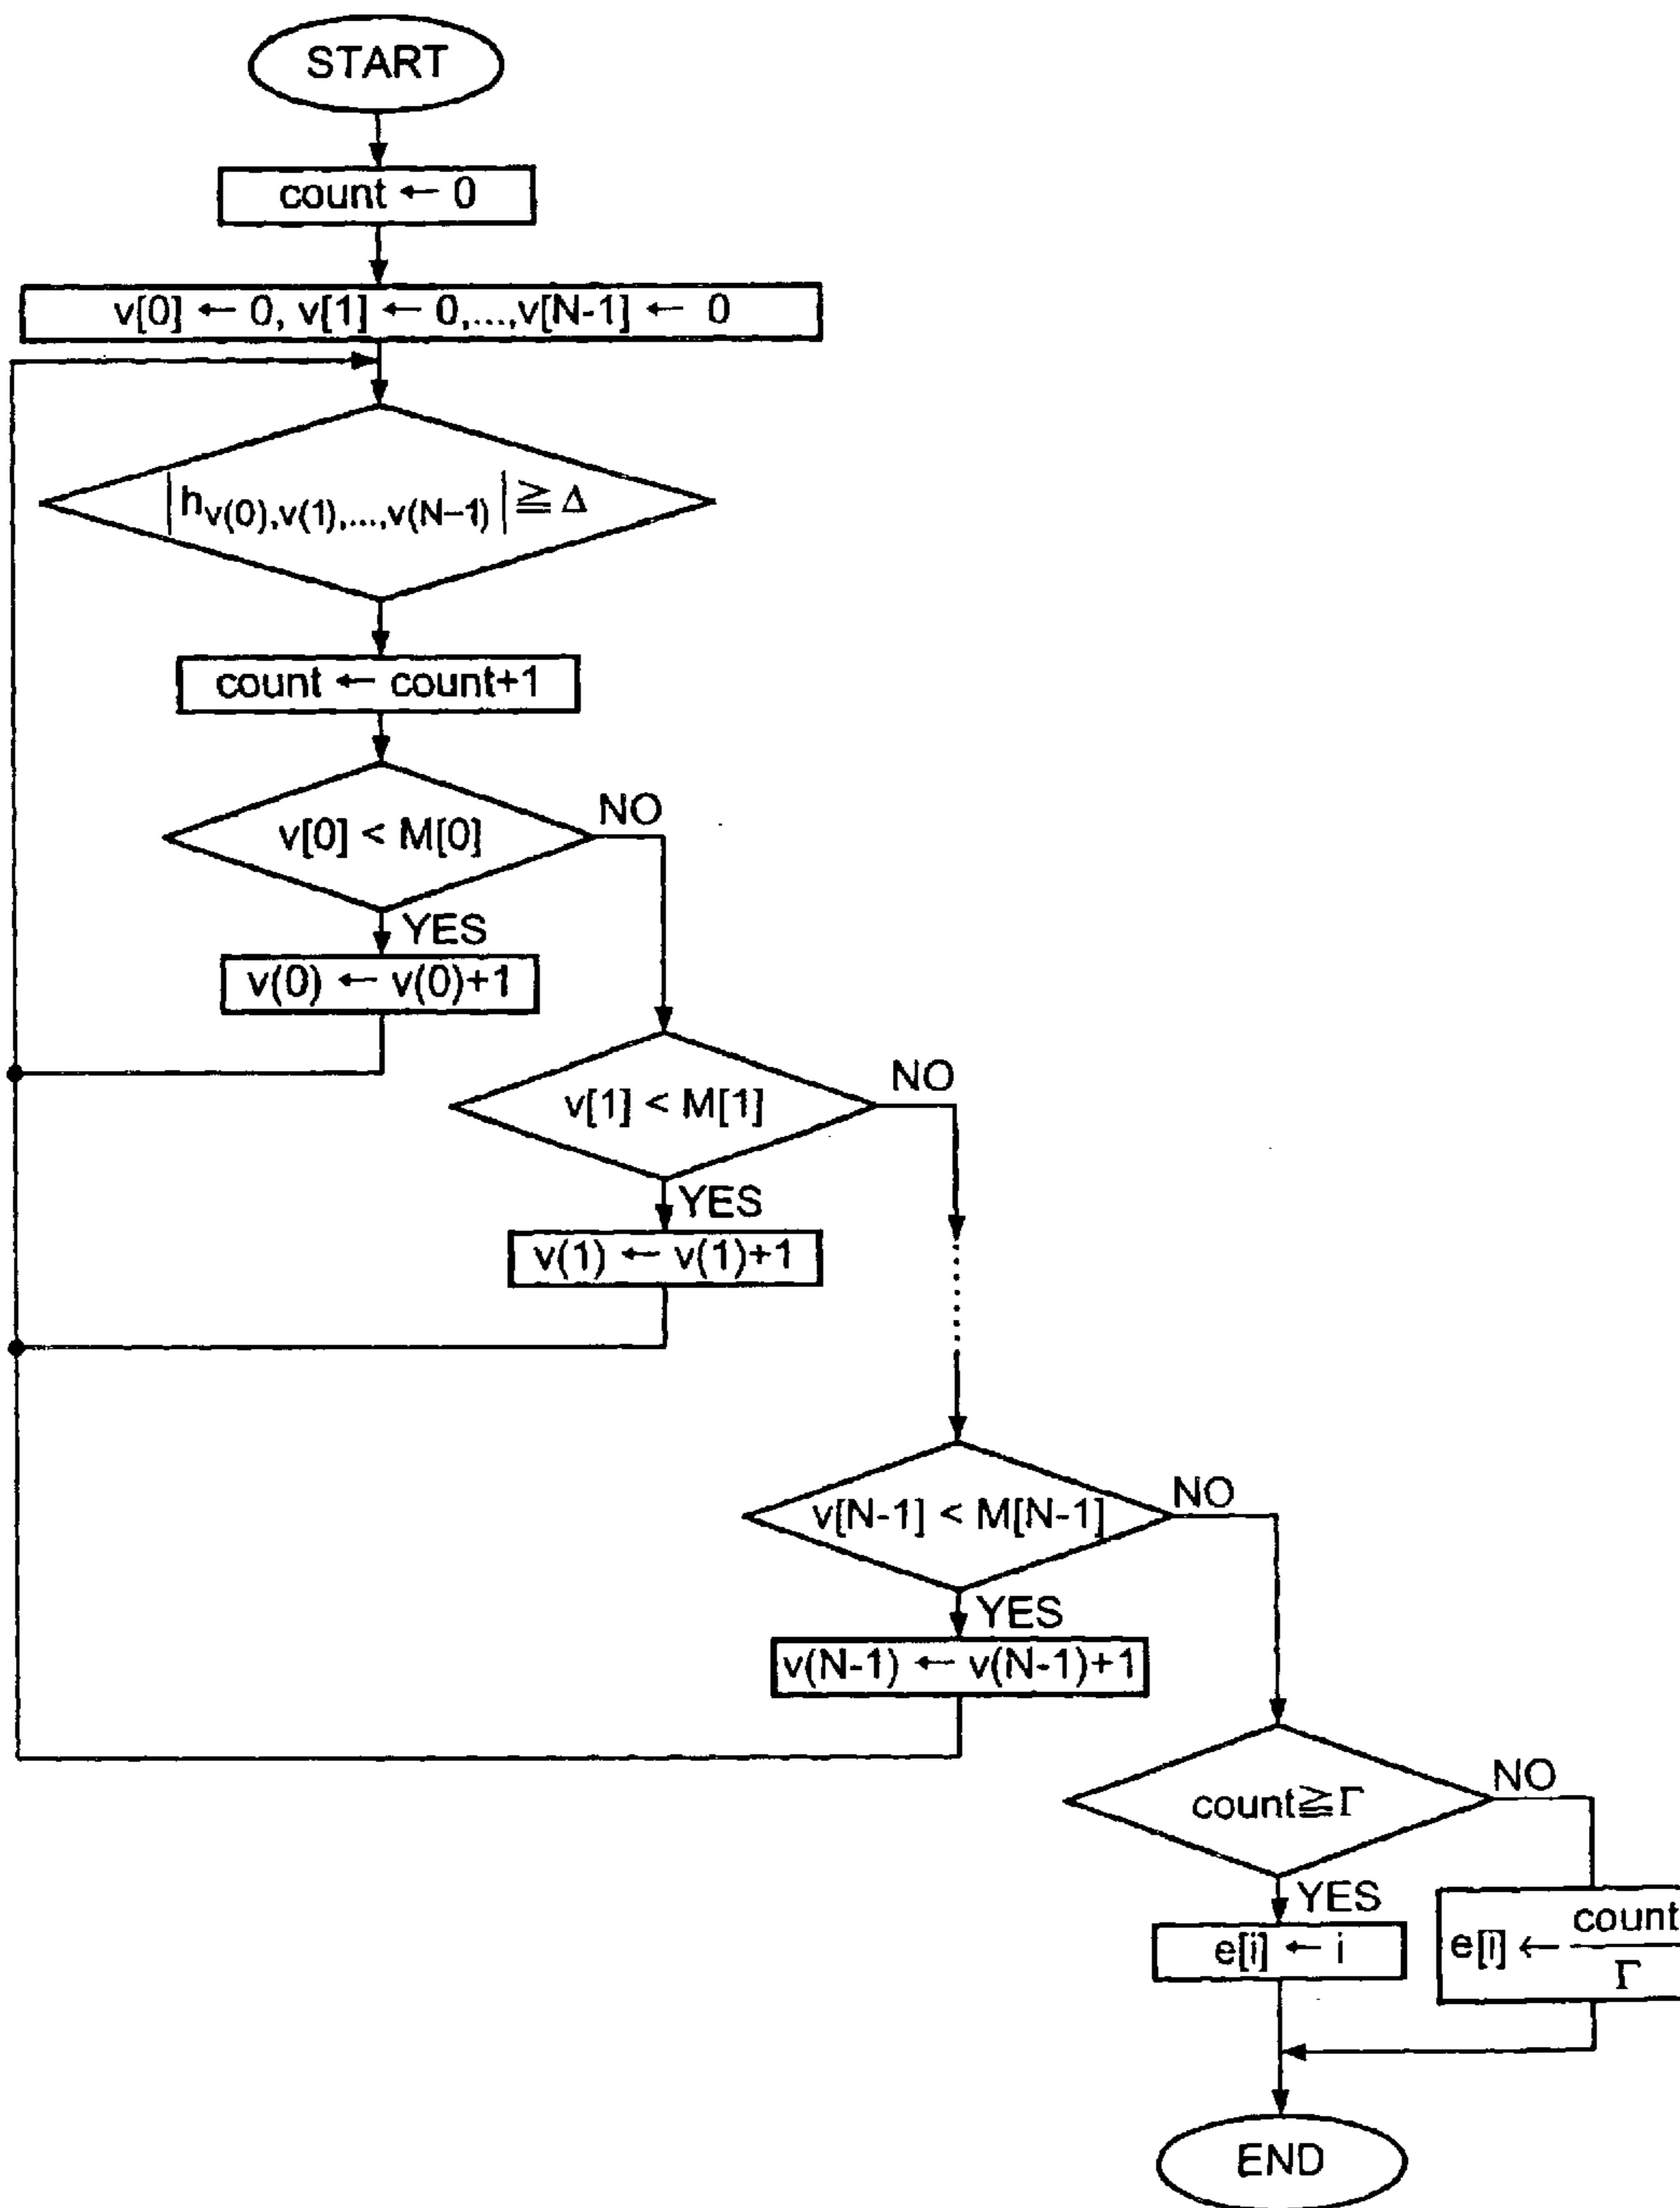 START
count ← 0
v[0] ← 0, v[1] ← 0,...,v[N-1] ← 0
|h v(0),v(1),...,v(N−1)| ≧ Δ
count ← count+1
v[0] < M[0]
NO
YES
v(0) ← v(0)+1
v[1] < M[1]
NO
YES
v(1) ← v(1)+1
v[N-1] < M[N-1]
NO
YES
v(N-1) ← v(N-1)+1
count≧Γ
NO
YES
e[i] ← i
e[i] ← count
Γ
END